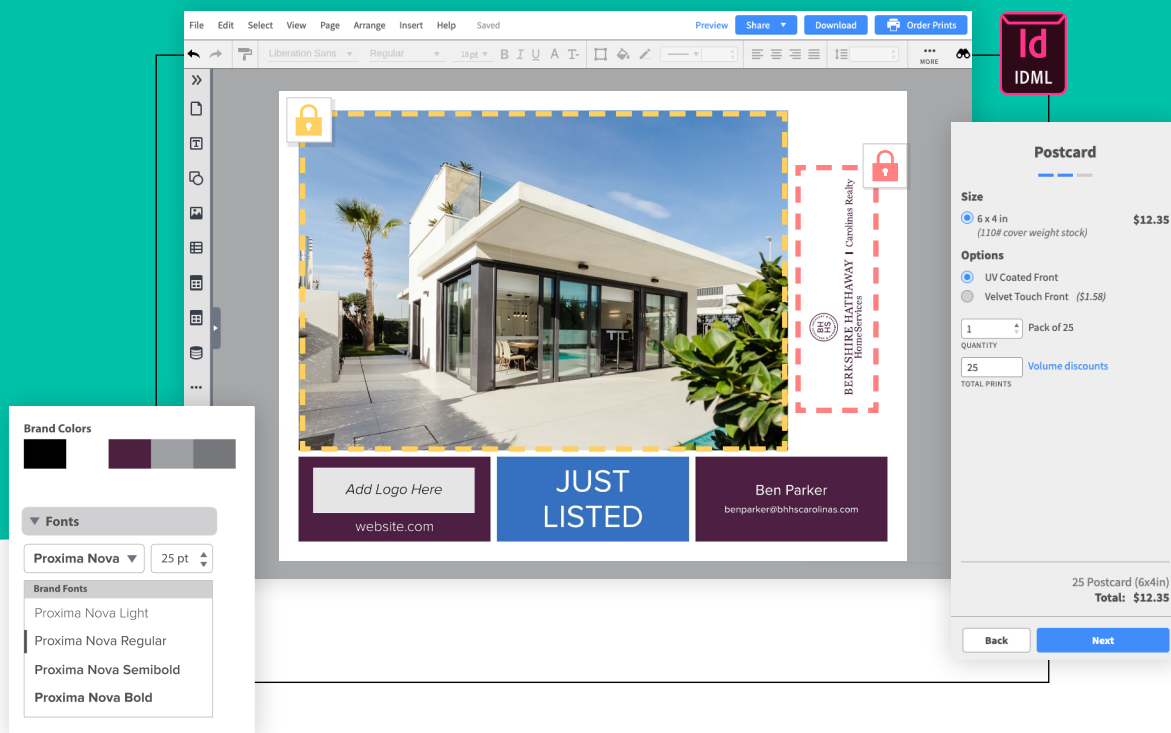 File Edit Select View Page Arrange Insert Help Saved
Preview Share Download Order Prints
Liberation Sans Regular 18pt B I U A T
MORE
Id
IDML
BERKSHIRE HATHAWAY | Carolinas Realty
HomeServices
BH
HS
Add Logo Here
website.com
JUST
LISTED
Ben Parker
benparker@bhhscarolinas.com
Brand Colors
Fonts
Proxima Nova 25 pt
Brand Fonts
Proxima Nova Light
Proxima Nova Regular
Proxima Nova Semibold
Proxima Nova Bold
Postcard
Size
6 x 4 in $12.35
(110# cover weight stock)
Options
UV Coated Front
Velvet Touch Front ($1.58)
1 Pack of 25
QUANTITY
25 Volume discounts
TOTAL PRINTS
25 Postcard (6x4in)
Total: $12.35
Back Next